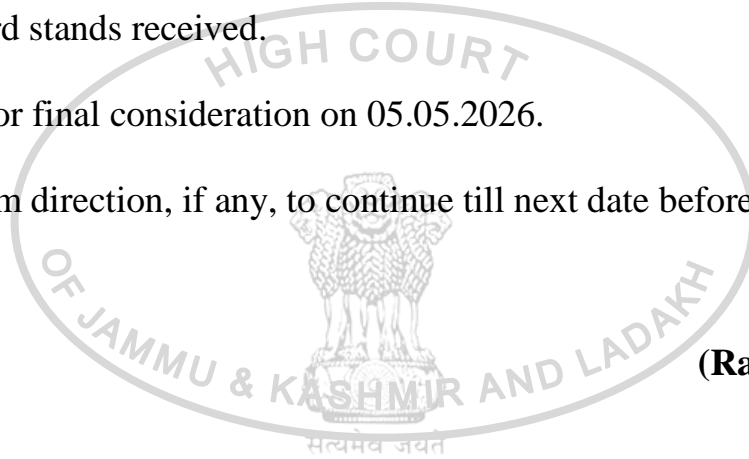 rd stands received.
HIGH COURT
or final consideration on 05.05.2026.
m direction, if any, to continue till next date before
OF JAMMU & KASHMIR AND LADAKH
(Ra
सत्यमेव जयते